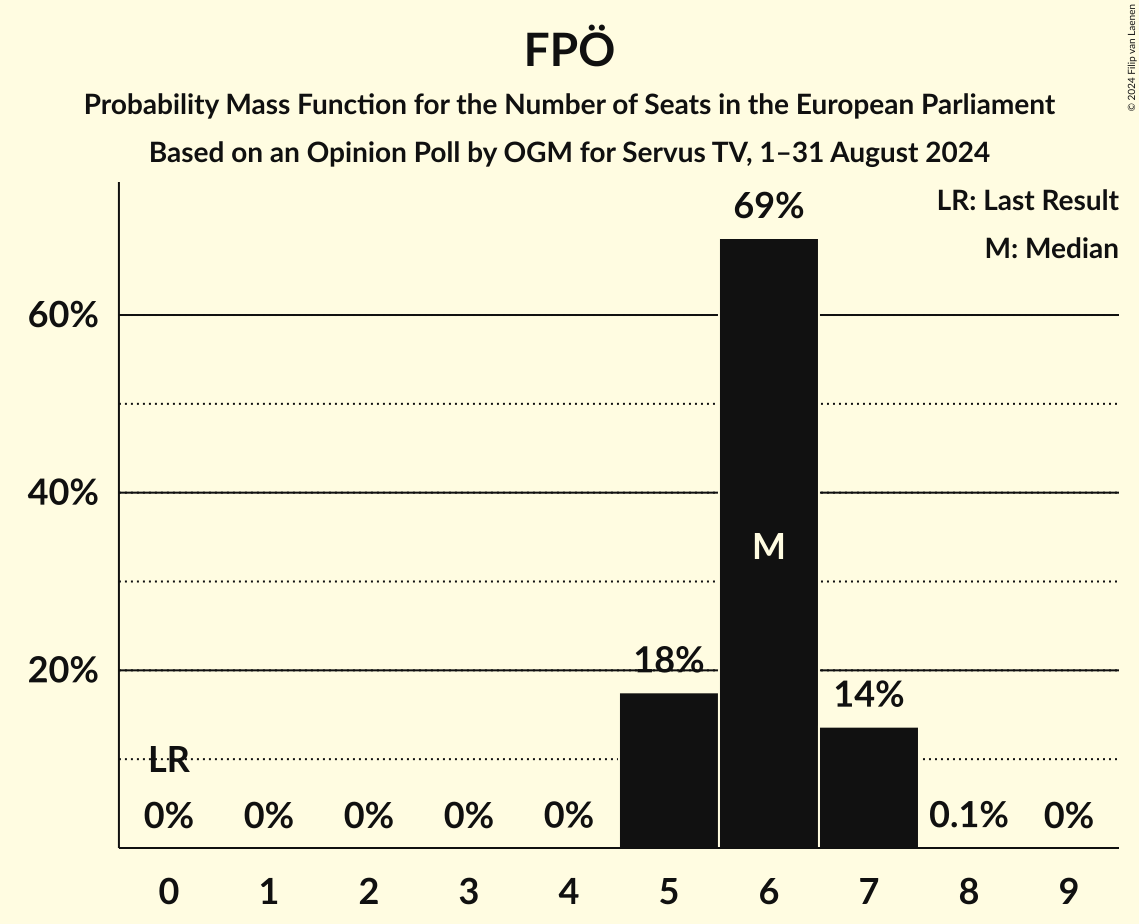 FPÖ
Probability Mass Function for the Number of Seats in the European Parliament
Based on an Opinion Poll by OGM for Servus TV, 1–31 August 2024
© 2024 Filip van Laenen
LR: Last Result
M: Median
69%
60%
40%
M
20%
18%
14%
LR
0% 0% 0% 0% 0% 0.1% 0%
0 1 2 3 4 5 6 7 8 9